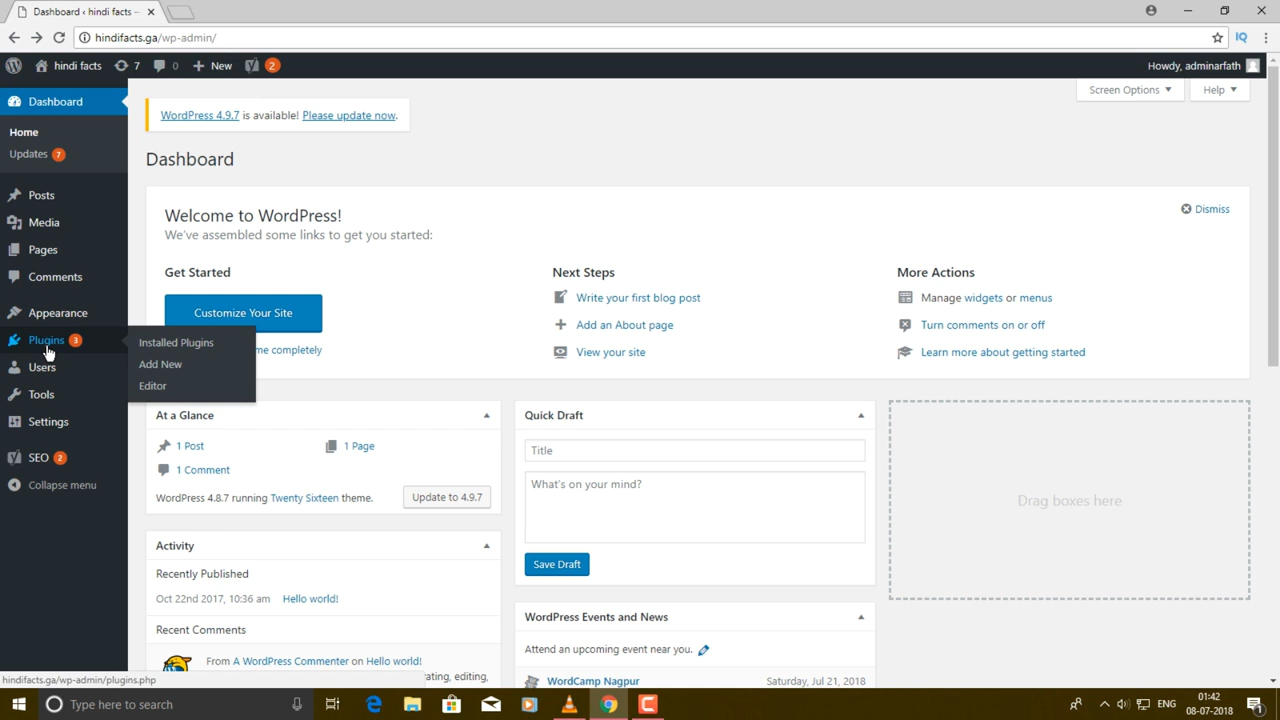 Dashboard ‹ hindi facts –
hindifacts.ga/wp-admin/
hindi facts 7 0 New 2
Howdy, adminarfath
Screen Options Help
Dashboard
Home
Updates 7
Posts
Media
Pages
Comments
Appearance
Plugins 3
Users
Tools
Settings
SEO 2
Collapse menu
Installed Plugins
Add New
Editor
WordPress 4.9.7 is available! Please update now.
Dashboard
Welcome to WordPress!
We've assembled some links to get you started:
Dismiss
Get Started
Customize Your Site
me completely
Next Steps
Write your first blog post
Add an About page
View your site
More Actions
Manage widgets or menus
Turn comments on or off
Learn more about getting started
At a Glance
1 Post 1 Page
1 Comment
WordPress 4.8.7 running Twenty Sixteen theme.
Update to 4.9.7
Activity
Recently Published
Oct 22nd 2017, 10:36 am Hello world!
Recent Comments
From A WordPress Commenter on Hello world!
ating, editing,
Quick Draft
Title
What's on your mind?
Save Draft
WordPress Events and News
Attend an upcoming event near you.
WordCamp Nagpur Saturday, Jul 21, 2018
Drag boxes here
hindifacts.ga/wp-admin/plugins.php
Type here to search
ENG
01:42
08-07-2018